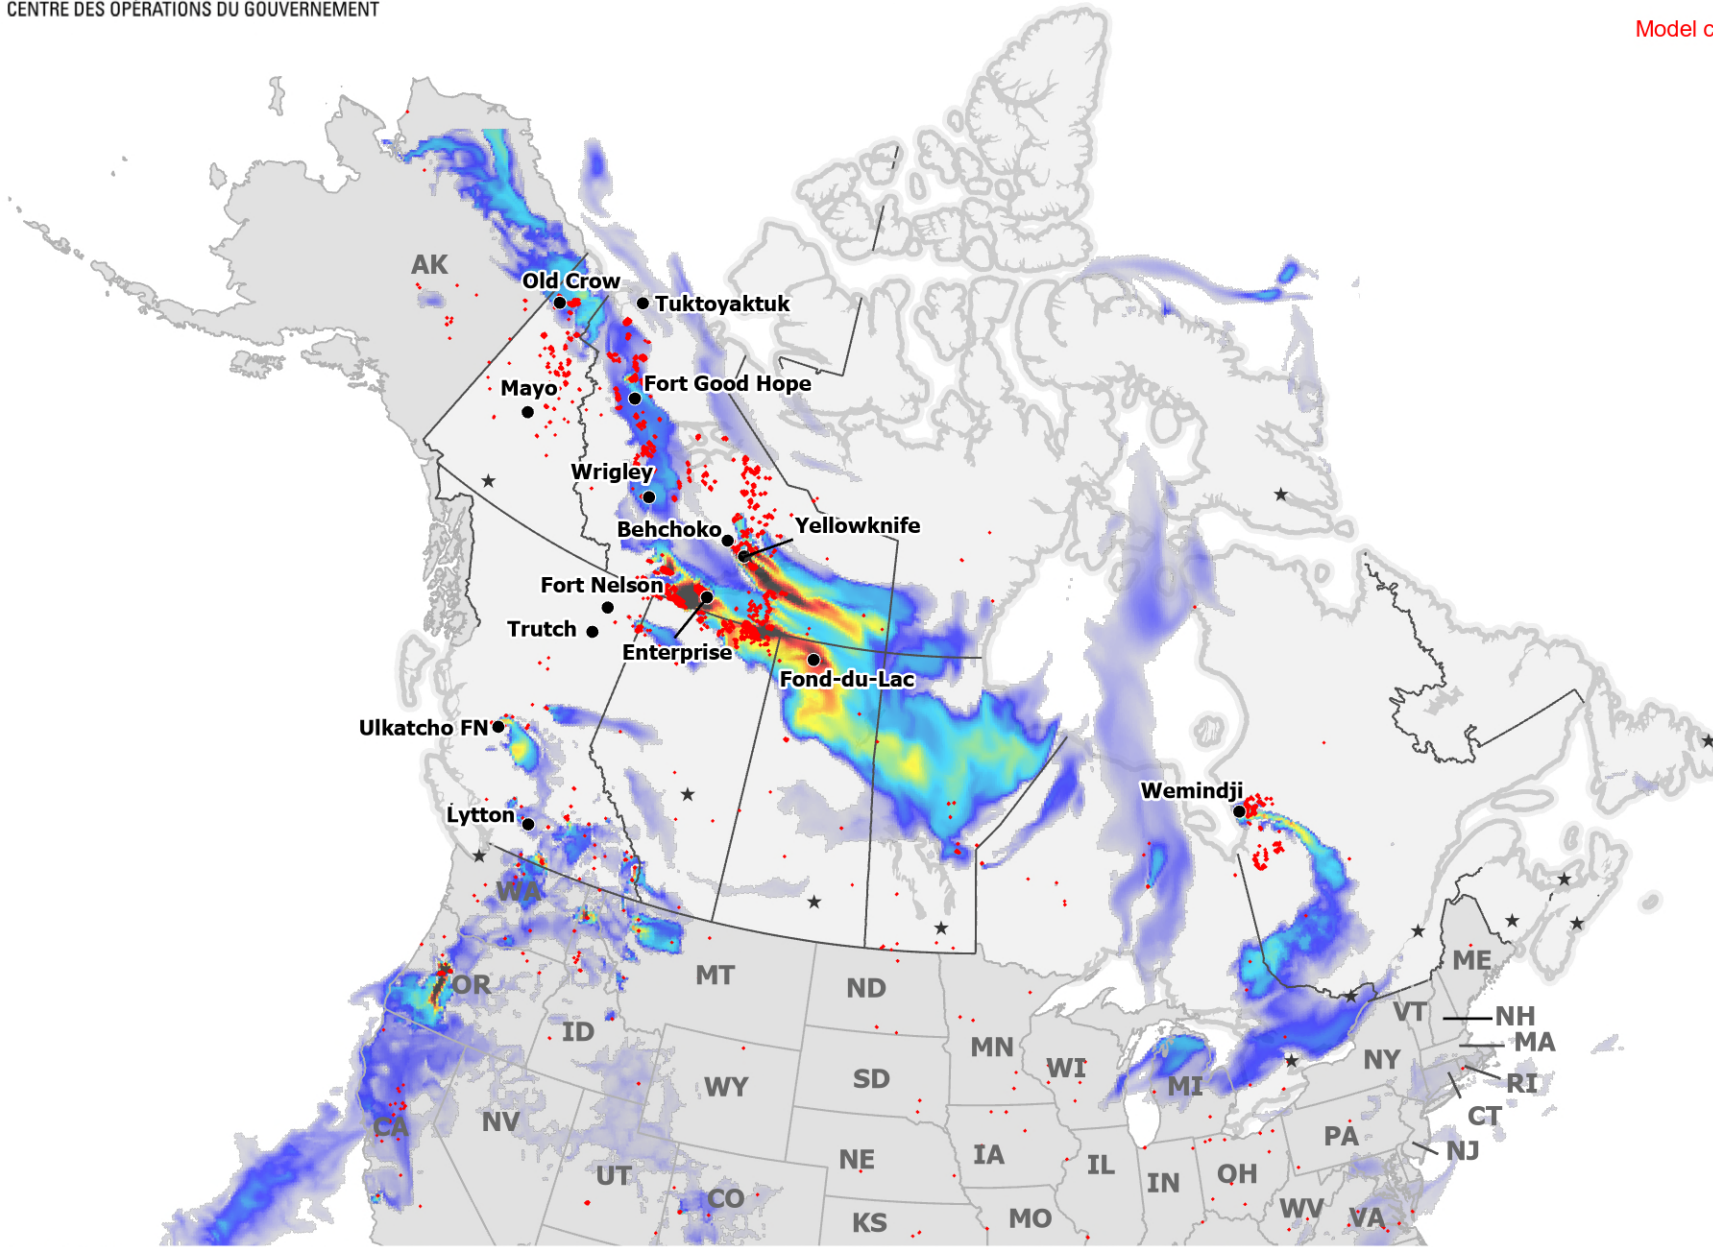 CENTRE DES OPÉRATIONS DU GOUVERNEMENT
Model c
AK
Old Crow
Tuktoyaktuk
Mayo
Fort Good Hope
Wrigley
Behchoko
Yellowknife
Fort Nelson
Trutch
Enterprise
Fond-du-Lac
Ulkatcho FN
Wemindji
Lytton
WA
OR
MT
ND
ME
ID
VT
NH
MN
MA
WI
NY
WY
SD
MI
RI
CT
NV
CA
PA
NJ
NE
IA
IL
IN
OH
UT
CO
WV
VA
KS
MO